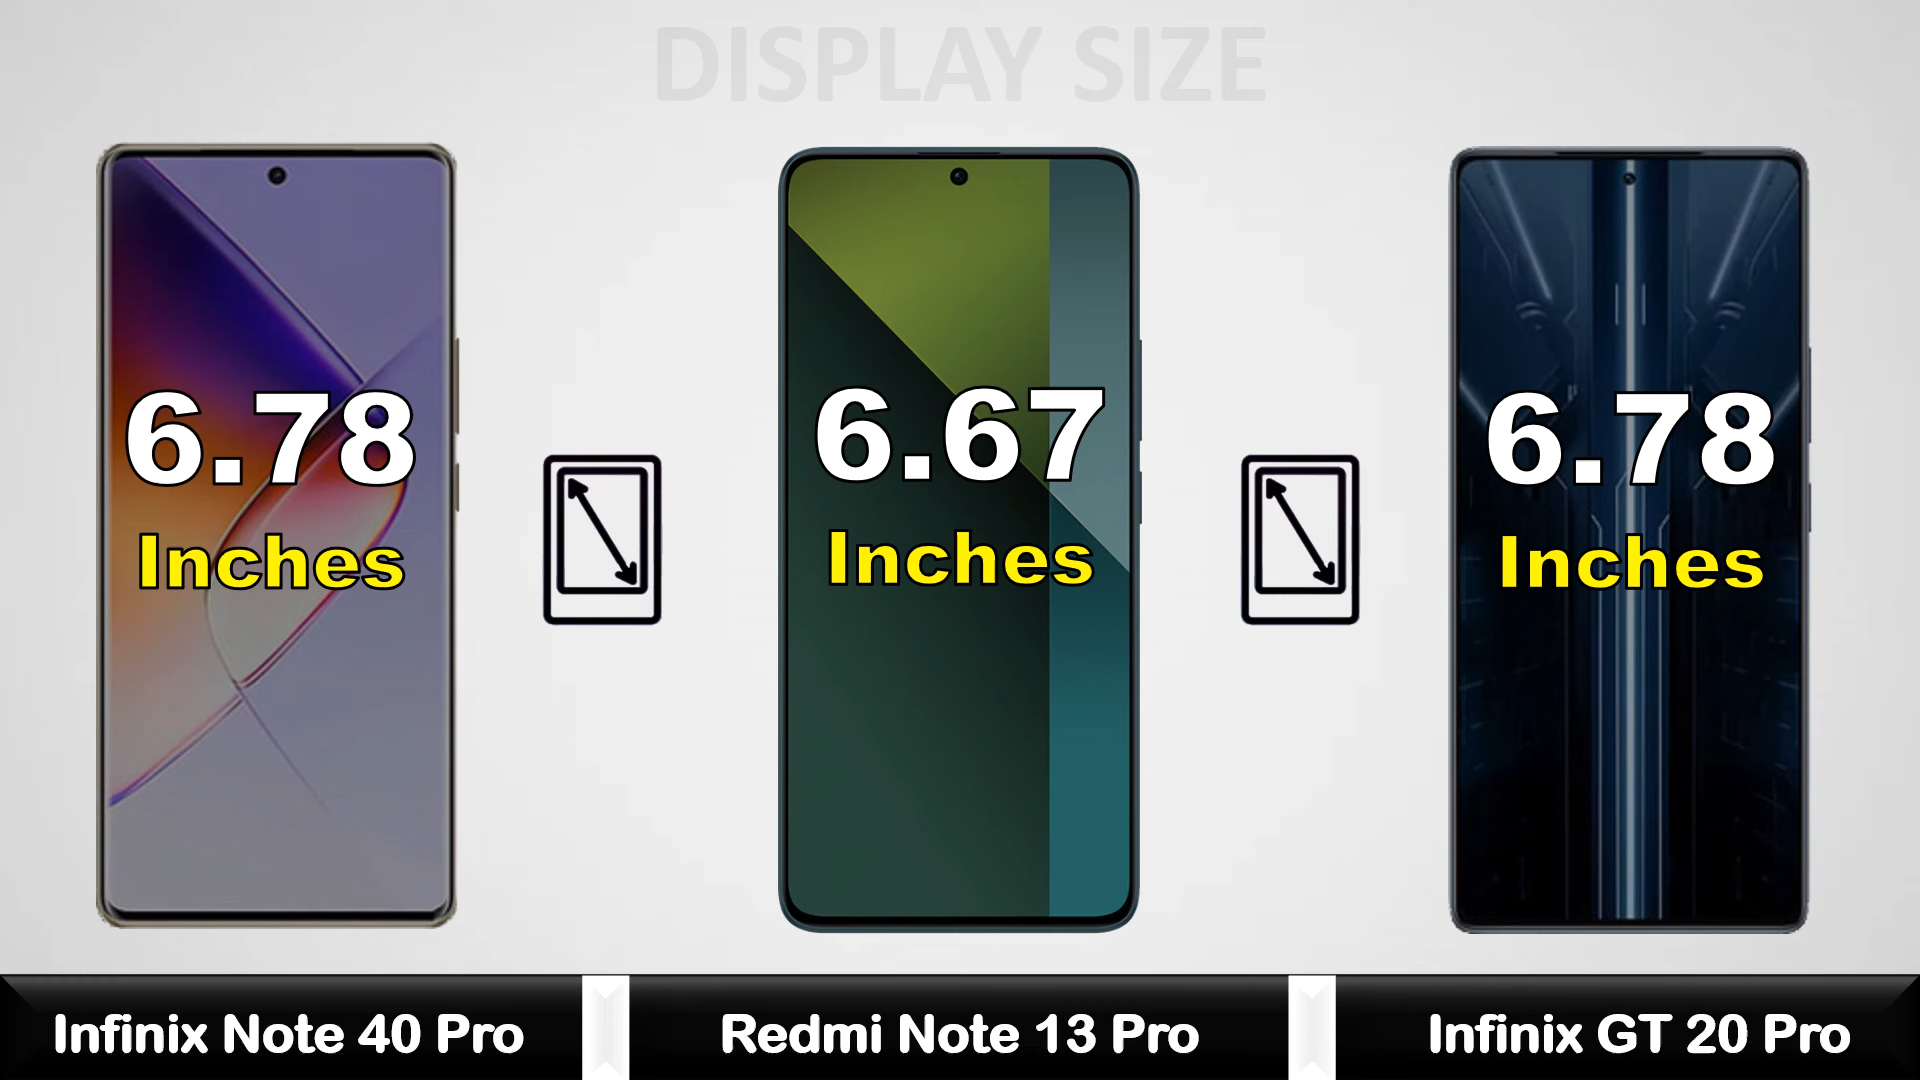 DISPLAY SIZE
6.78
Inches
6.67
Inches
6.78
Inches
Infinix Note 40 Pro
Redmi Note 13 Pro
Infinix GT 20 Pro